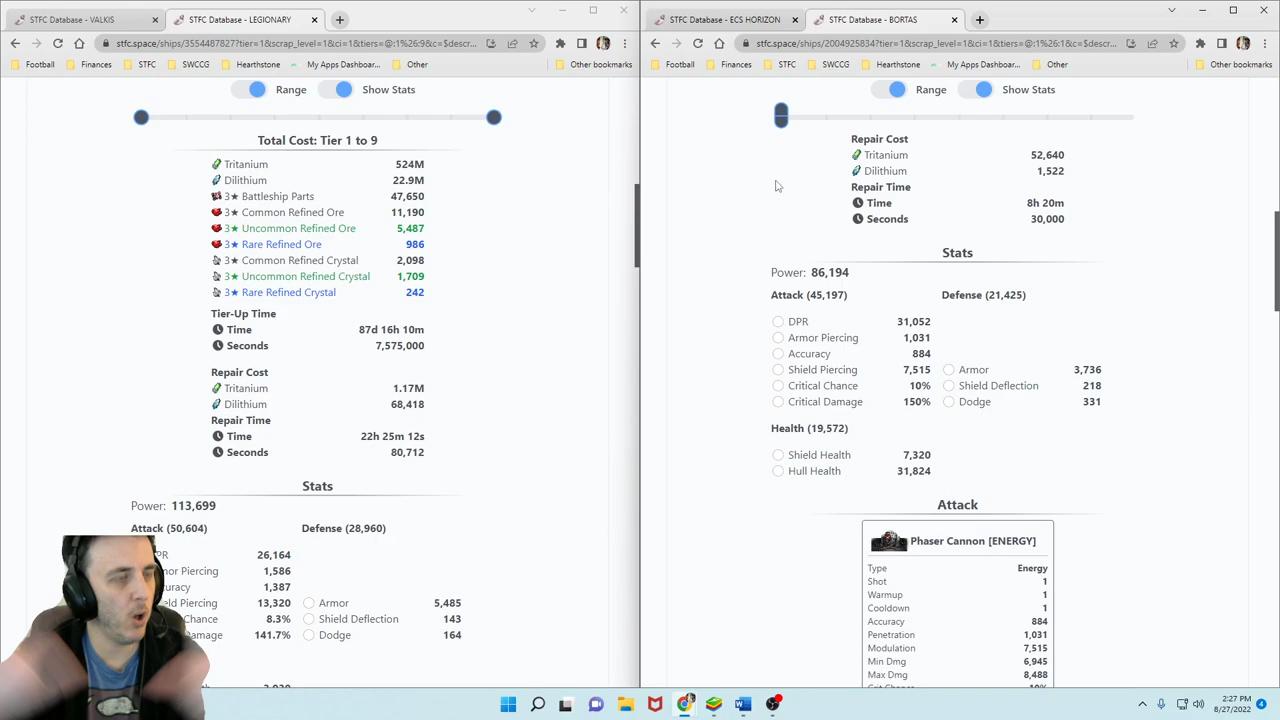 STFC Database - VALKIS
STFC Database - LEGIONARY
stfc.space/ships/3554487827?tier=1&scrap_level=1&ci=1&tiers=@:1%26:9&c=$descr...
Football
Finances
STFC
SWCCG
Hearthstone
My Apps Dashboar...
Other
Other bookmarks
Range
Show Stats
Total Cost: Tier 1 to 9
Tritanium 524M
Dilithium 22.9M
3★ Battleship Parts 47,650
3★ Common Refined Ore 11,190
3★ Uncommon Refined Ore 5,487
3★ Rare Refined Ore 986
3★ Common Refined Crystal 2,098
3★ Uncommon Refined Crystal 1,709
3★ Rare Refined Crystal 242
Tier-Up Time
Time 87d 16h 10m
Seconds 7,575,000
Repair Cost
Tritanium 1.17M
Dilithium 68,418
Repair Time
Time 22h 25m 12s
Seconds 80,712
Stats
Power: 113,699
Attack (50,604) Defense (28,960)
PR 26,164
mor Piercing 1,586
curacy 1,387
eld Piercing 13,320 Armor 5,485
Chance 8.3% Shield Deflection 143
Damage 141.7% Dodge 164
STFC Database - ECS HORIZON
STFC Database - BORTAS
stfc.space/ships/2004925834?tier=1&scrap_level=1&ci=1&tiers=@:1%26:1&c=$descr...
Football
Finances
STFC
SWCCG
Hearthstone
My Apps Dashboar...
Other
Other bookmarks
Range
Show Stats
Repair Cost
Tritanium 52,640
Dilithium 1,522
Repair Time
Time 8h 20m
Seconds 30,000
Stats
Power: 86,194
Attack (45,197) Defense (21,425)
DPR 31,052
Armor Piercing 1,031
Accuracy 884
Shield Piercing 7,515 Armor 3,736
Critical Chance 10% Shield Deflection 218
Critical Damage 150% Dodge 331
Health (19,572)
Shield Health 7,320
Hull Health 31,824
Attack
Phaser Cannon [ENERGY]
Type Energy
Shot 1
Warmup 1
Cooldown 1
Accuracy 884
Penetration 1,031
Modulation 7,515
Min Dmg 6,945
Max Dmg 8,488
Crit Chance 10%
2:27 PM
8/27/2022